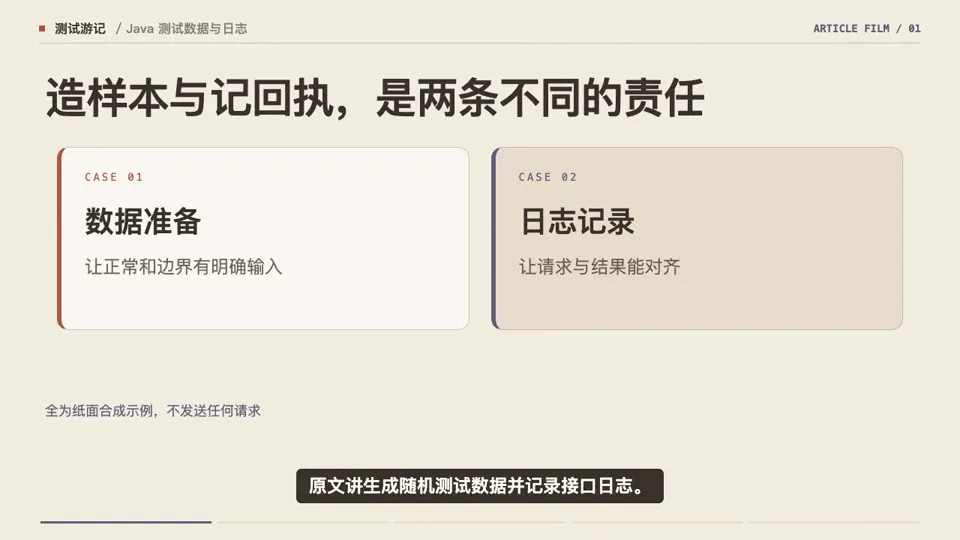 测试游记 / Java 测试数据与日志
ARTICLE FILM / 01
造样本与记回执，是两条不同的责任
CASE 01
数据准备
让正常和边界有明确输入
CASE 02
日志记录
让请求与结果能对齐
全为纸面合成示例，不发送任何请求
原文讲生成随机测试数据并记录接口日志。